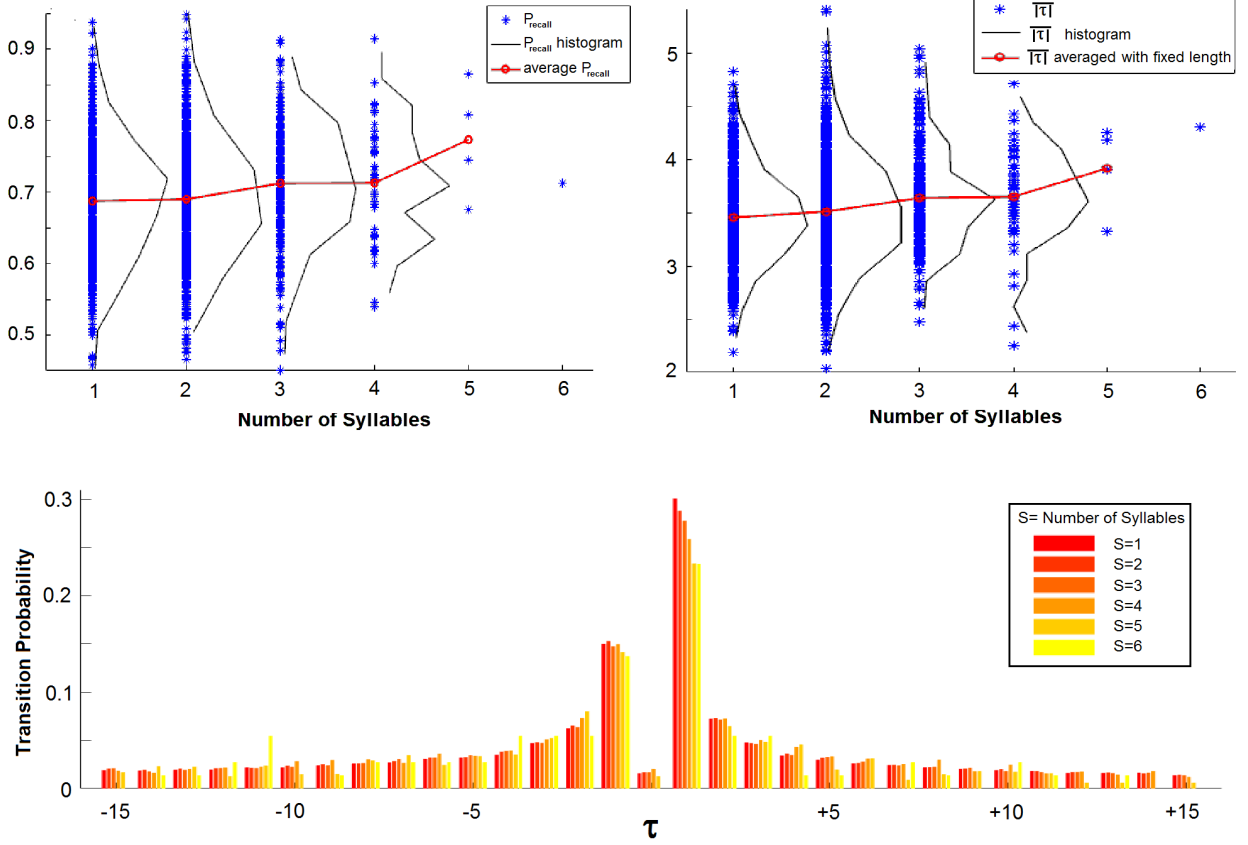 P_recall
P_recall histogram
average P_recall
0.9
0.8
0.7
0.6
0.5
1 2 3 4 5 6
Number of Syllables
|τ|
|τ| histogram
|τ| averaged with fixed length
5
4
3
2
1 2 3 4 5 6
Number of Syllables
Transition Probability
0.3
0.2
0.1
0
-15 -10 -5 +5 +10 +15
τ
S= Number of Syllables
S=1
S=2
S=3
S=4
S=5
S=6